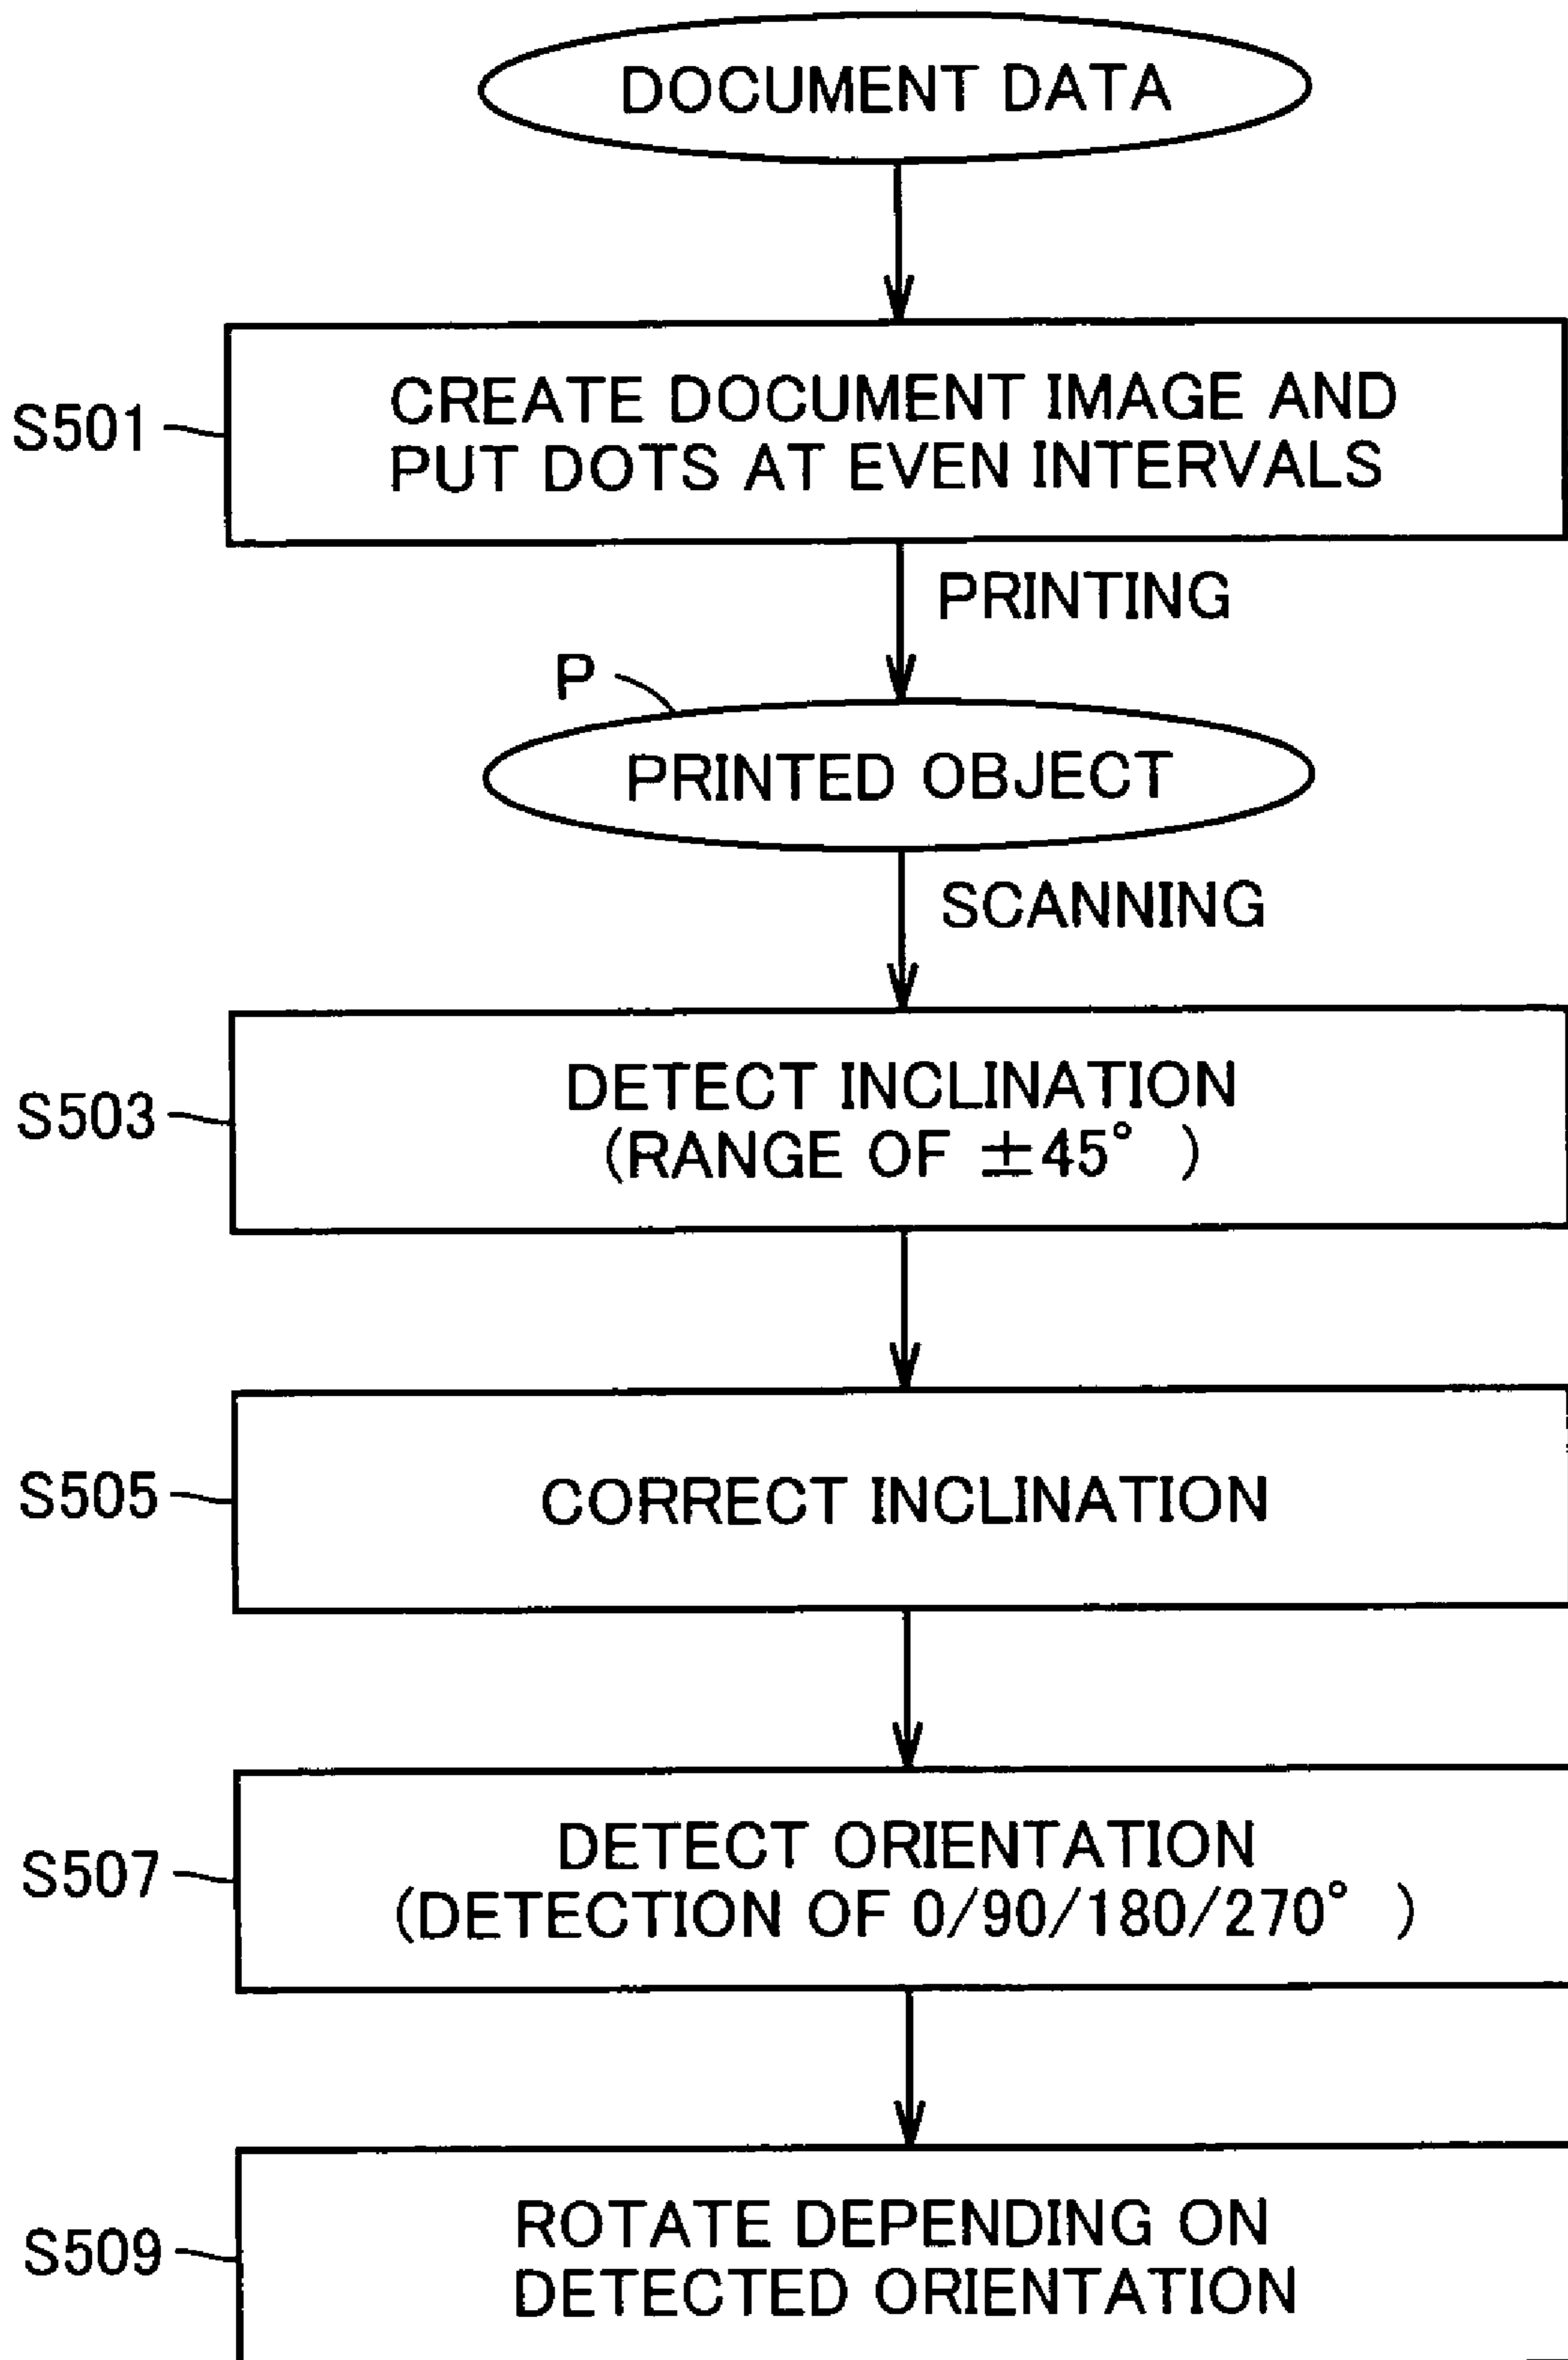 DOCUMENT DATA
S501
CREATE DOCUMENT IMAGE AND
PUT DOTS AT EVEN INTERVALS
PRINTING
P
PRINTED OBJECT
SCANNING
S503
DETECT INCLINATION
(RANGE OF ±45° )
S505
CORRECT INCLINATION
S507
DETECT ORIENTATION
(DETECTION OF 0/90/180/270° )
S509
ROTATE DEPENDING ON
DETECTED ORIENTATION